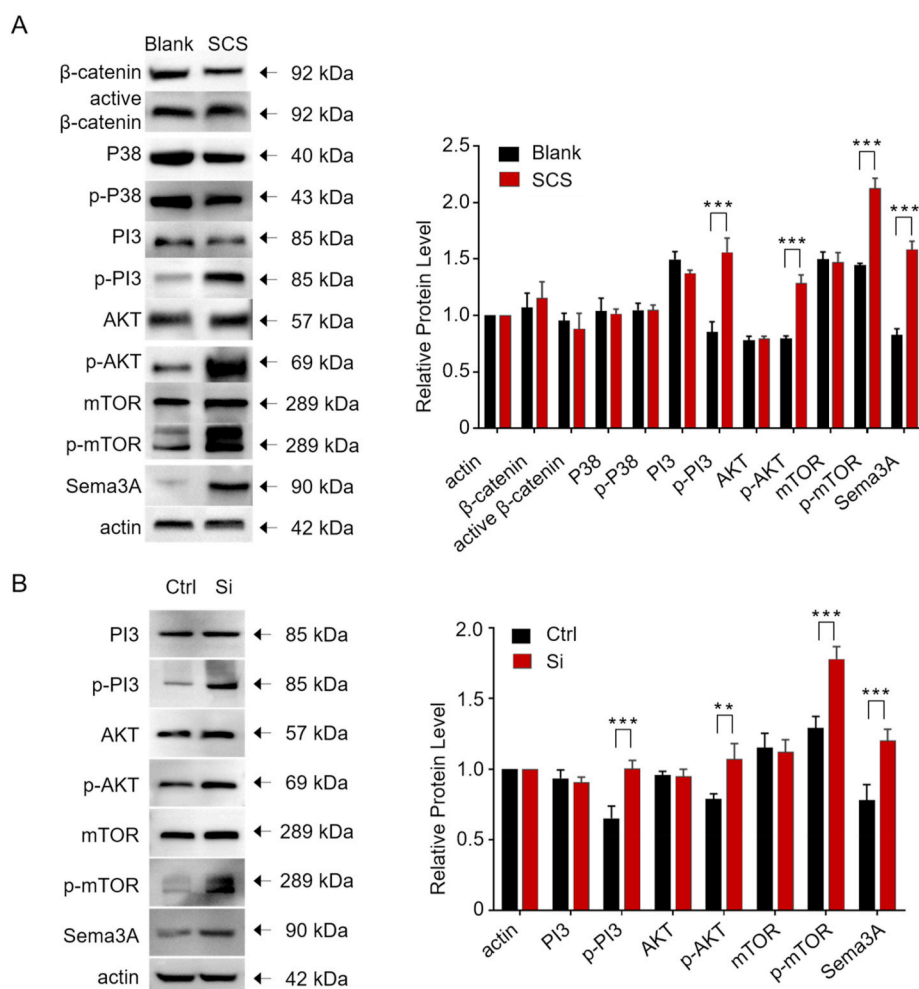 A
Blank SCS
β-catenin ← 92 kDa
active
β-catenin ← 92 kDa
P38 ← 40 kDa
p-P38 ← 43 kDa
PI3 ← 85 kDa
p-PI3 ← 85 kDa
AKT ← 57 kDa
p-AKT ← 69 kDa
mTOR ← 289 kDa
p-mTOR ← 289 kDa
Sema3A ← 90 kDa
actin ← 42 kDa
Relative Protein Level
2.5
2.0
1.5
1.0
0.5
0
Blank
SCS
***
***
***
***
actin
β-catenin
active β-catenin
P38
p-P38
PI3
p-PI3
AKT
p-AKT
mTOR
p-mTOR
Sema3A
B
Ctrl Si
PI3 ← 85 kDa
p-PI3 ← 85 kDa
AKT ← 57 kDa
p-AKT ← 69 kDa
mTOR ← 289 kDa
p-mTOR ← 289 kDa
Sema3A ← 90 kDa
actin ← 42 kDa
Relative Protein Level
2.0
1.5
1.0
0.5
0
Ctrl
Si
***
**
***
***
actin
PI3
p-PI3
AKT
p-AKT
mTOR
p-mTOR
Sema3A